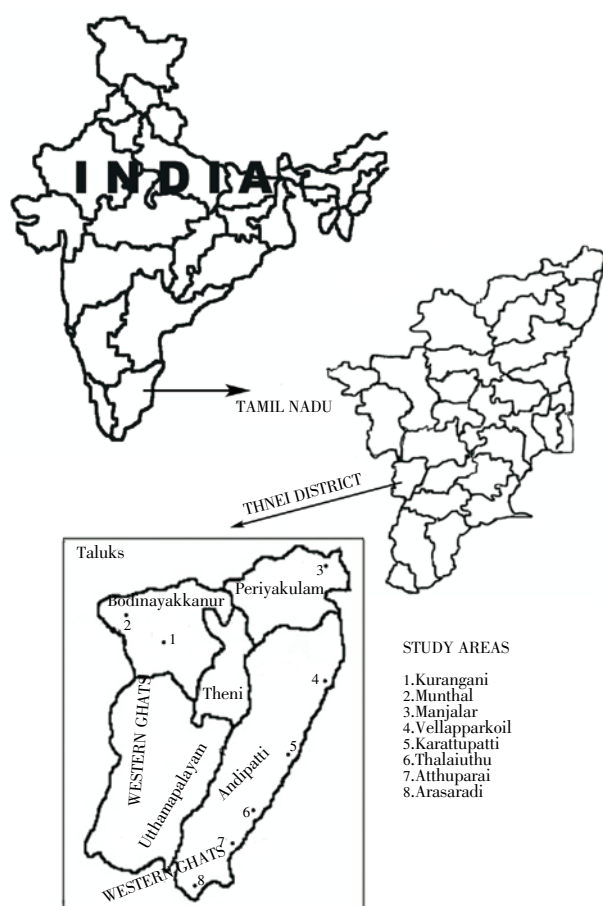 INDIA
TAMIL NADU
THNEI DISTRICT
Taluks
3
Periyakulam
Bodinayakkanur
2
1
Theni
4
WESTERN GHATS
Utthamapalayam
Andipatti
5
6
7
WESTERN GHATS
8
STUDY AREAS
1.Kurangani
2.Munthal
3.Manjalar
4.Vellapparkoil
5.Karattupatti
6.Thalaiuthu
7.Atthuparai
8.Arasaradi